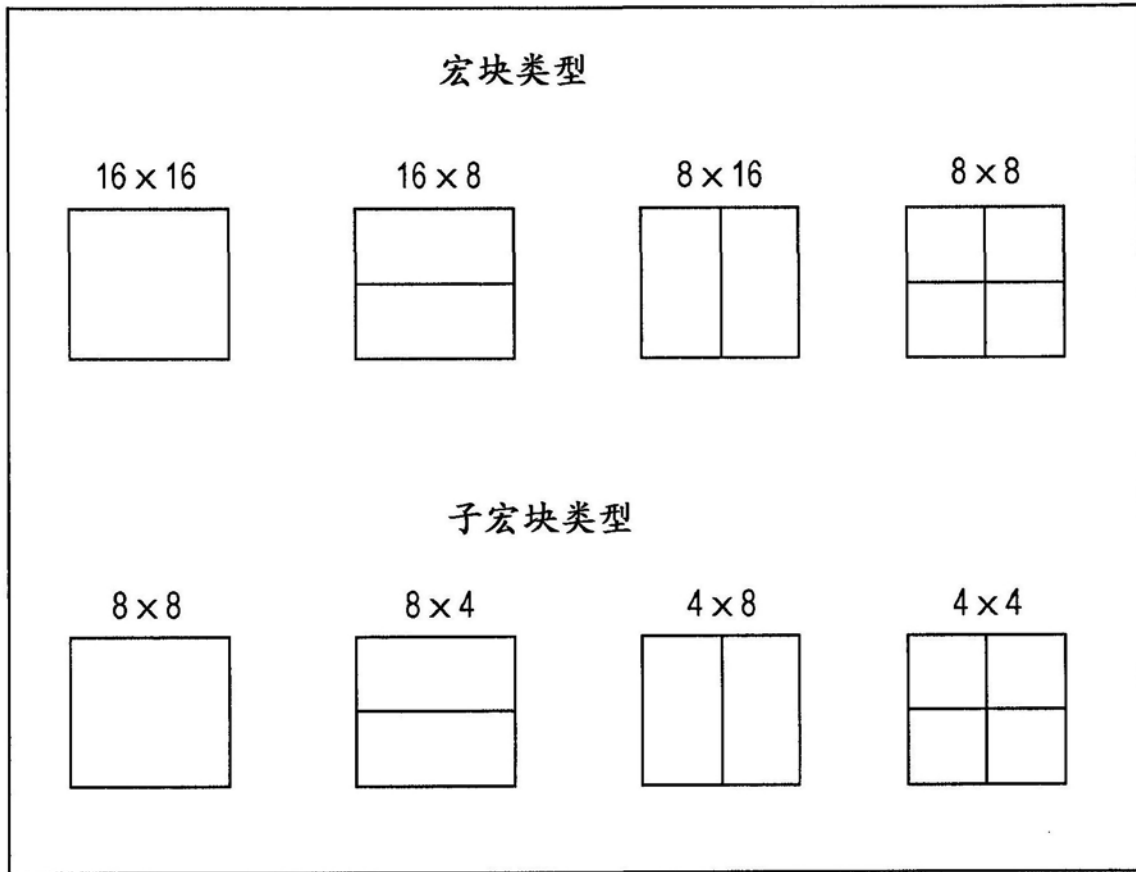 宏块类型
16 × 16 16 × 8 8 × 16 8 × 8
子宏块类型
8 × 8 8 × 4 4 × 8 4 × 4